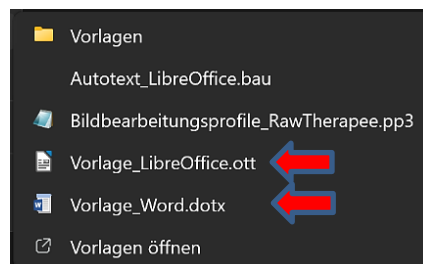 Vorlagen
Autotext_LibreOffice.bau
Bildbearbeitungsprofile_RawTherapee.pp3
Vorlage_LibreOffice.ott
Vorlage_Word.dotx
Vorlagen öffnen